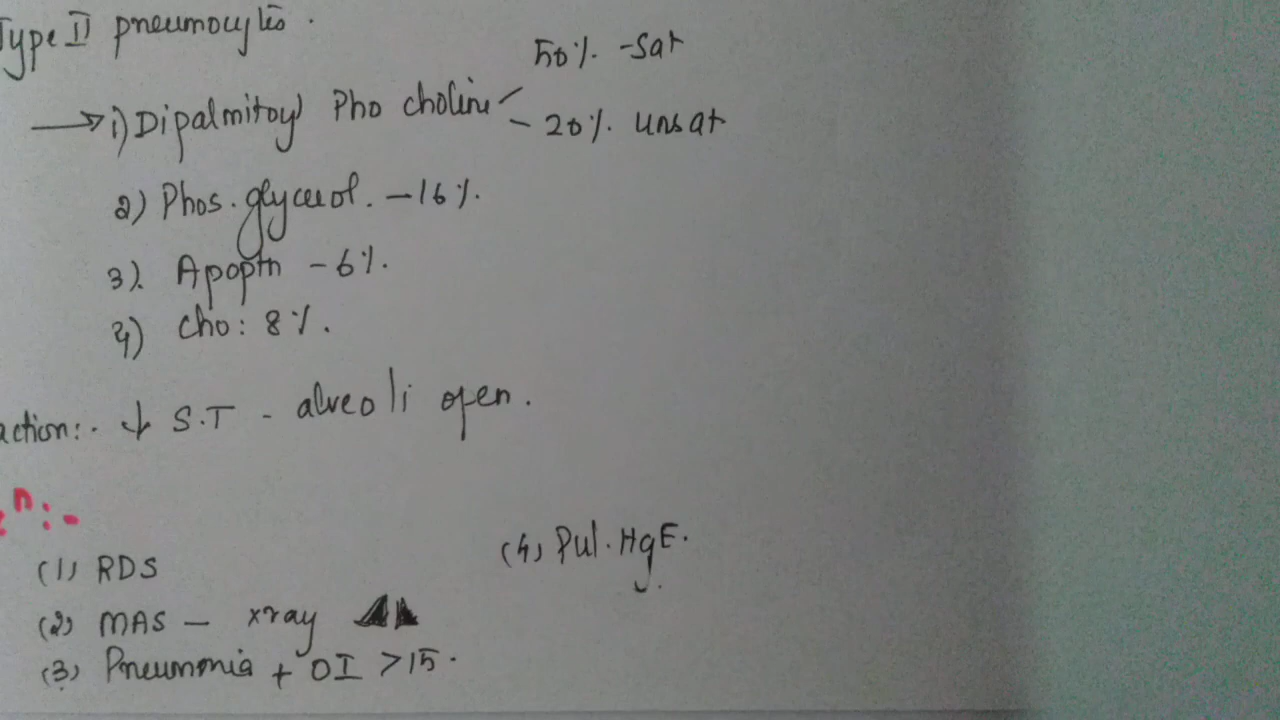 Type II pneumocytes.
50% -Sat
→ 1) Dipalmitoyl Pho choline < - 20% unsat
2) Phos. glycerol. - 16%.
3). Apoptn - 6%.
4) Cho: 8%.
action:. ↓ S.T - alveoli open.
n:-
(1) RDS
(4) Pul. HgE.
(2) MAS - xray
(3) Pneumonia + OI >15.